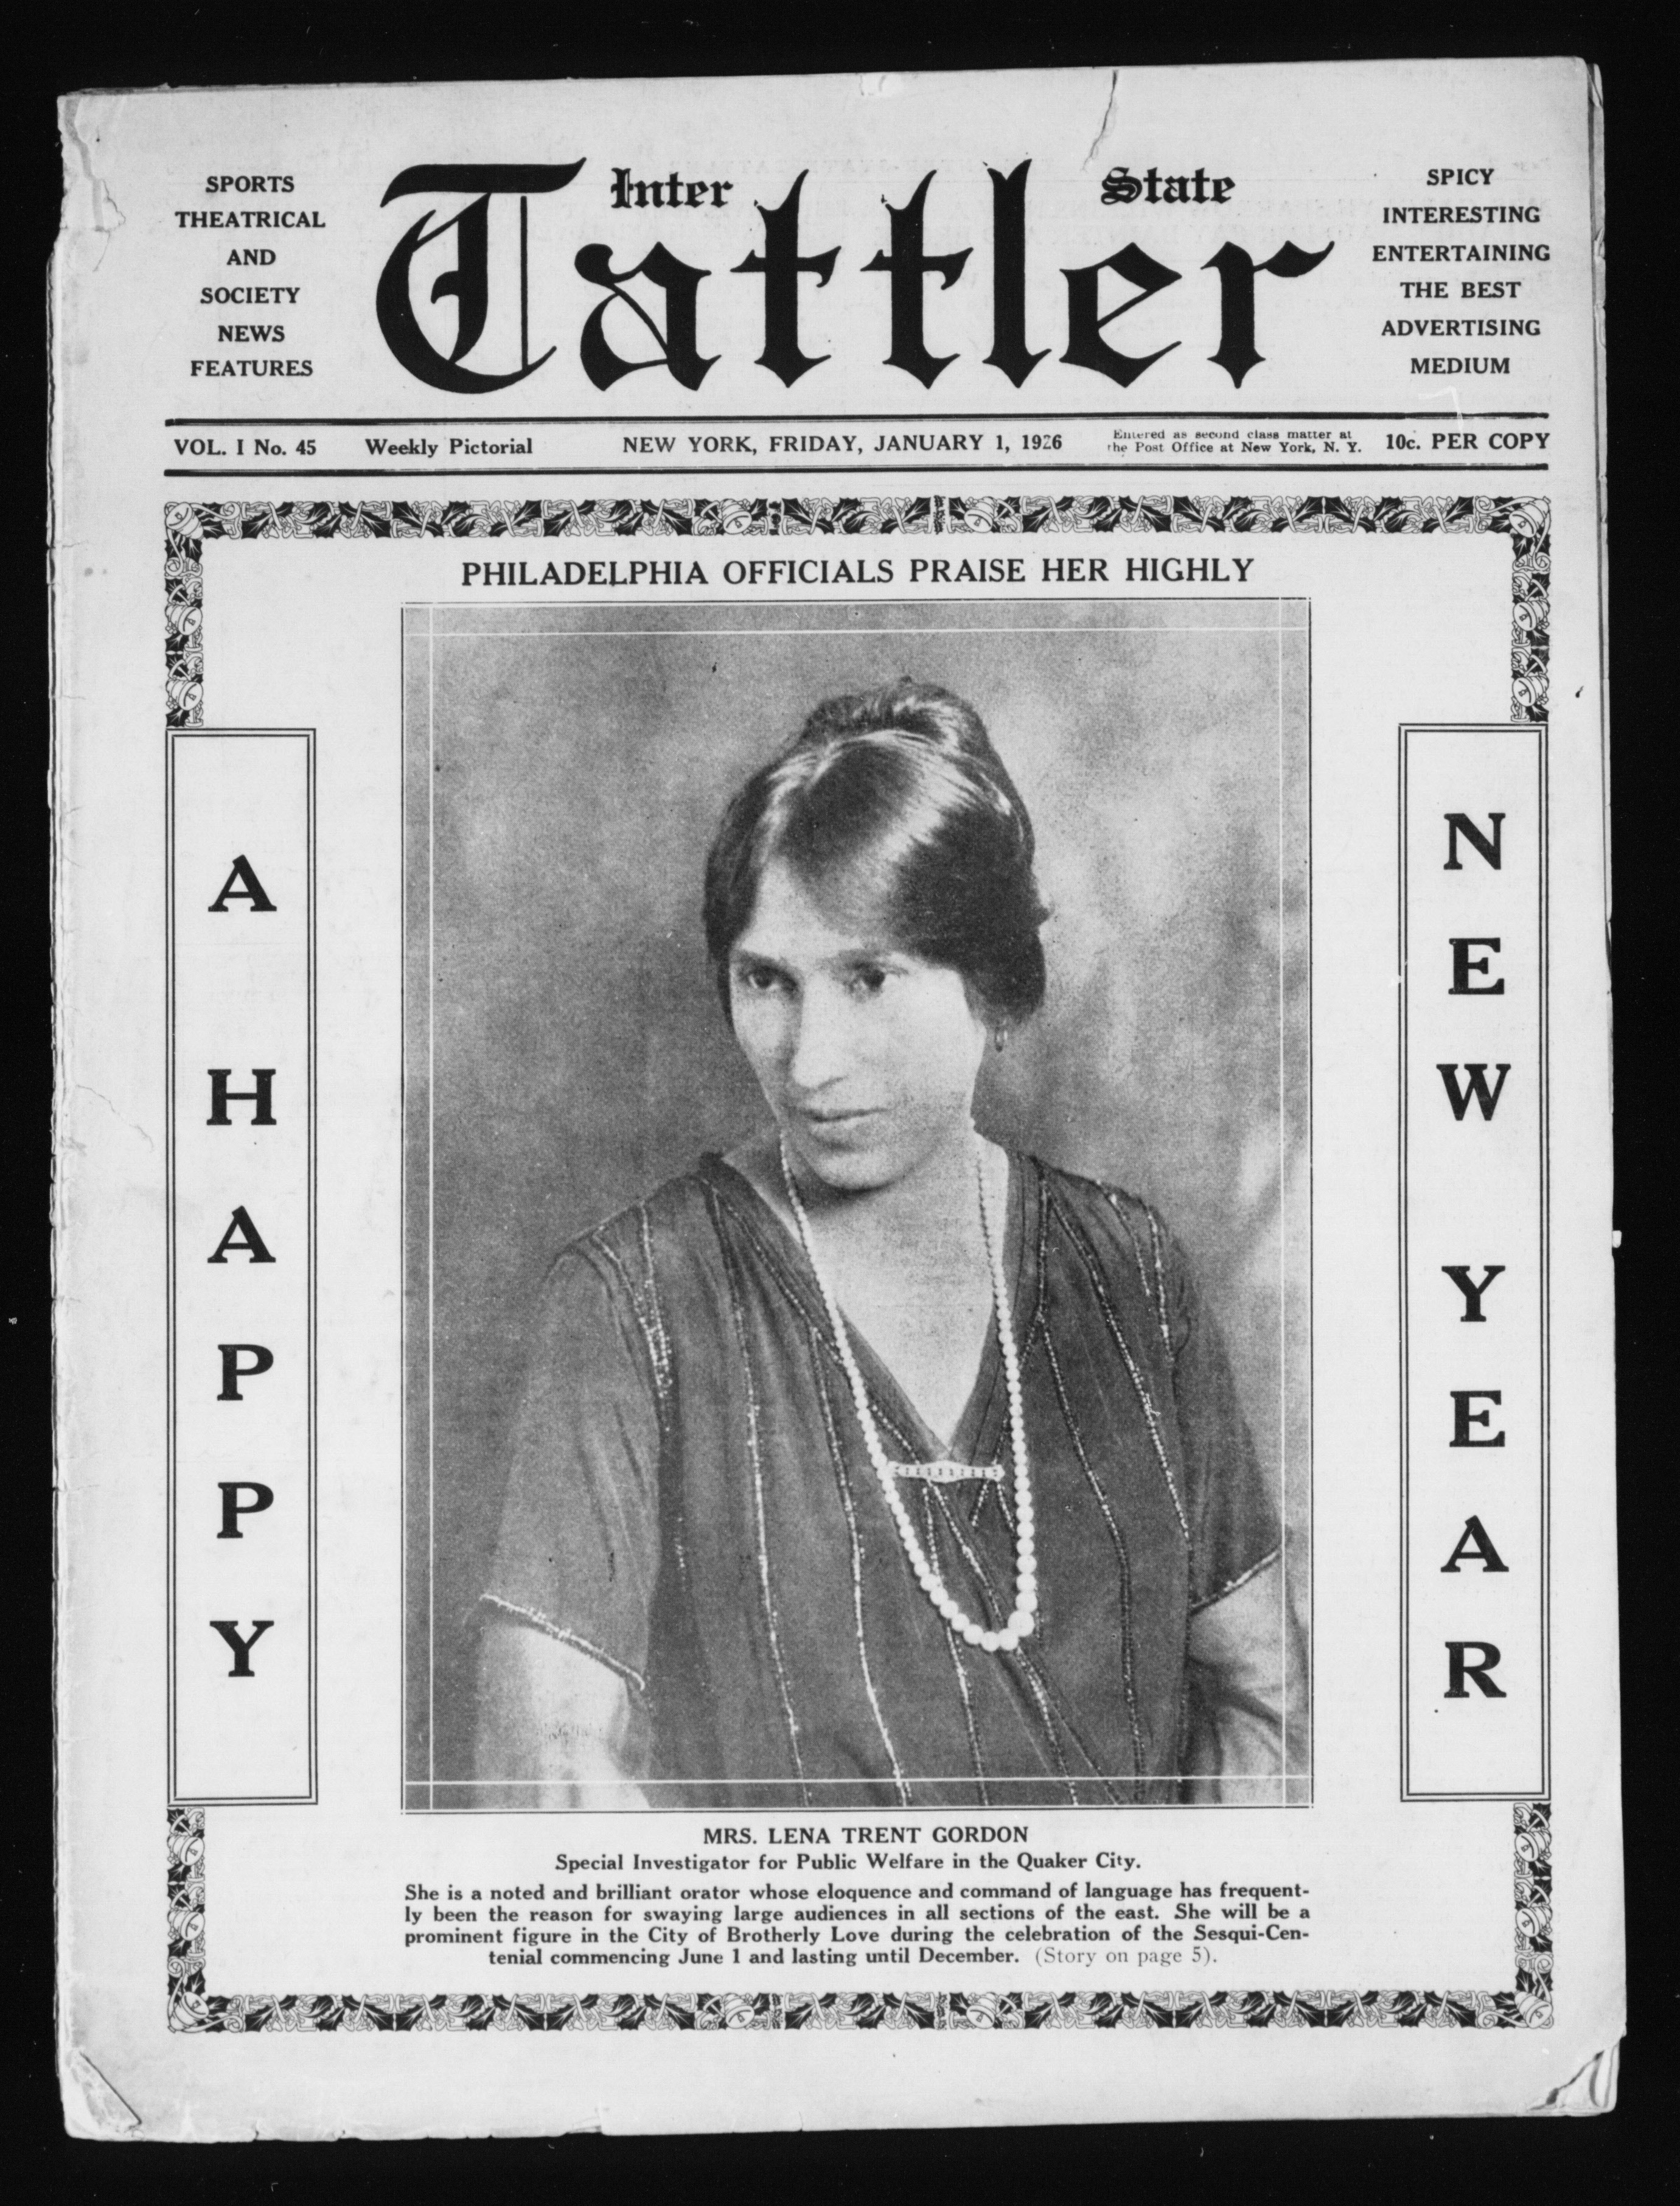 SPORTS
THEATRICAL
AND
SOCIETY
NEWS
FEATURES
Inter State
Tattler
SPICY
INTERESTING
ENTERTAINING
THE BEST
ADVERTISING
MEDIUM
VOL. I No. 45 Weekly Pictorial NEW YORK, FRIDAY, JANUARY 1, 1926 Entered as second class matter at
the Post Office at New York, N. Y. 10c. PER COPY
PHILADELPHIA OFFICIALS PRAISE HER HIGHLY
A HAPPY
NEW YEAR
MRS. LENA TRENT GORDON
Special Investigator for Public Welfare in the Quaker City.
She is a noted and brilliant orator whose eloquence and command of language has frequent-
ly been the reason for swaying large audiences in all sections of the east. She will be a
prominent figure in the City of Brotherly Love during the celebration of the Sesqui-Cen-
tenial commencing June 1 and lasting until December. (Story on page 5).